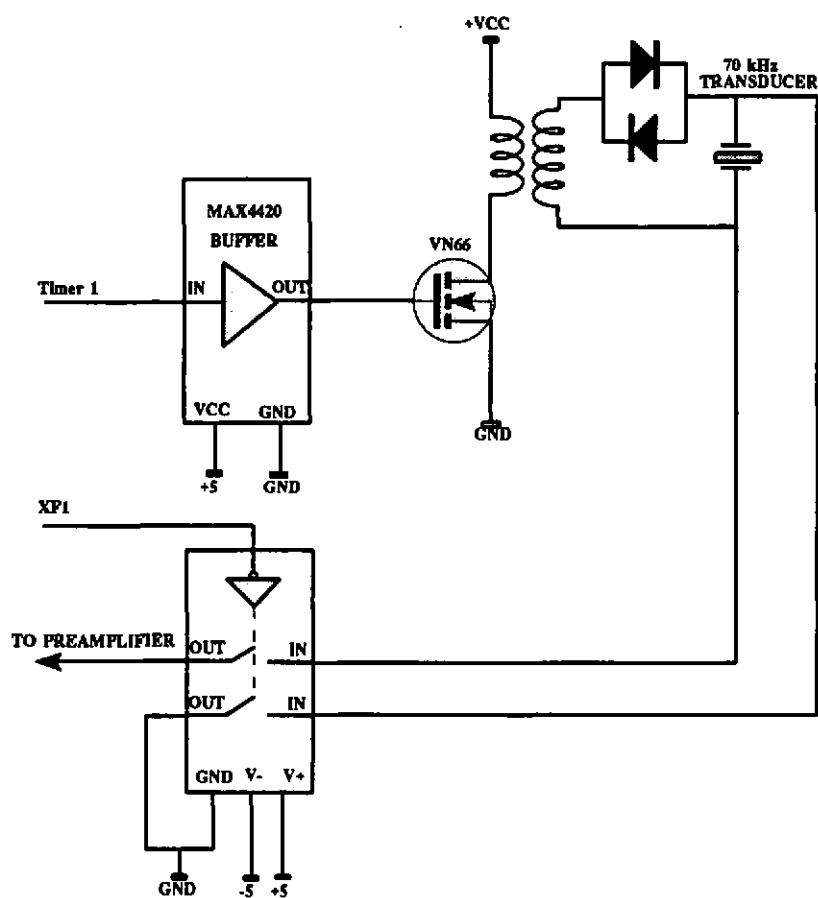 +VCC
70 kHz
TRANSDUCER
MAX4420
BUFFER
VN66
Timer 1
IN
OUT
VCC
GND
GND
+5
GND
XF1
TO PREAMPLIFIER
OUT
IN
OUT
IN
GND
V-
V+
GND
-5
+5